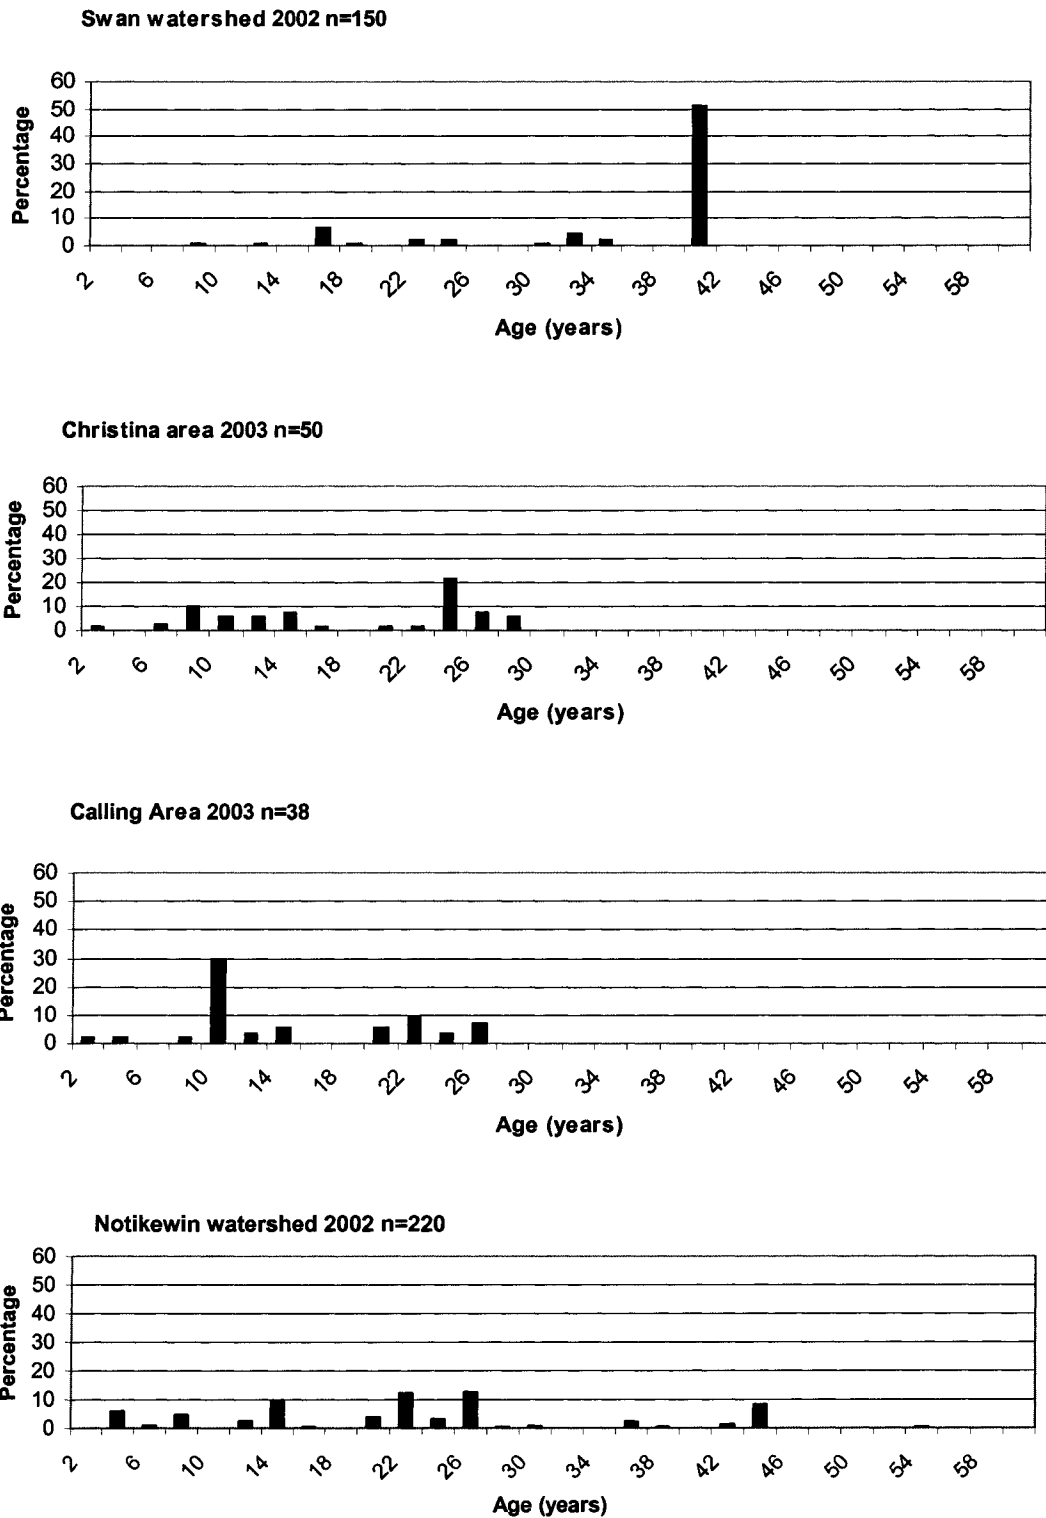 Swan watershed 2002 n=150
60
50
40
30
20
10
0
Percentage
2 6 10 14 18 22 26 30 34 38 42 46 50 54 58
Age (years)
Christina area 2003 n=50
60
50
40
30
20
10
0
Percentage
2 6 10 14 18 22 26 30 34 38 42 46 50 54 58
Age (years)
Calling Area 2003 n=38
60
50
40
30
20
10
0
Percentage
2 6 10 14 18 22 26 30 34 38 42 46 50 54 58
Age (years)
Notikewin watershed 2002 n=220
60
50
40
30
20
10
0
Percentage
2 6 10 14 18 22 26 30 34 38 42 46 50 54 58
Age (years)